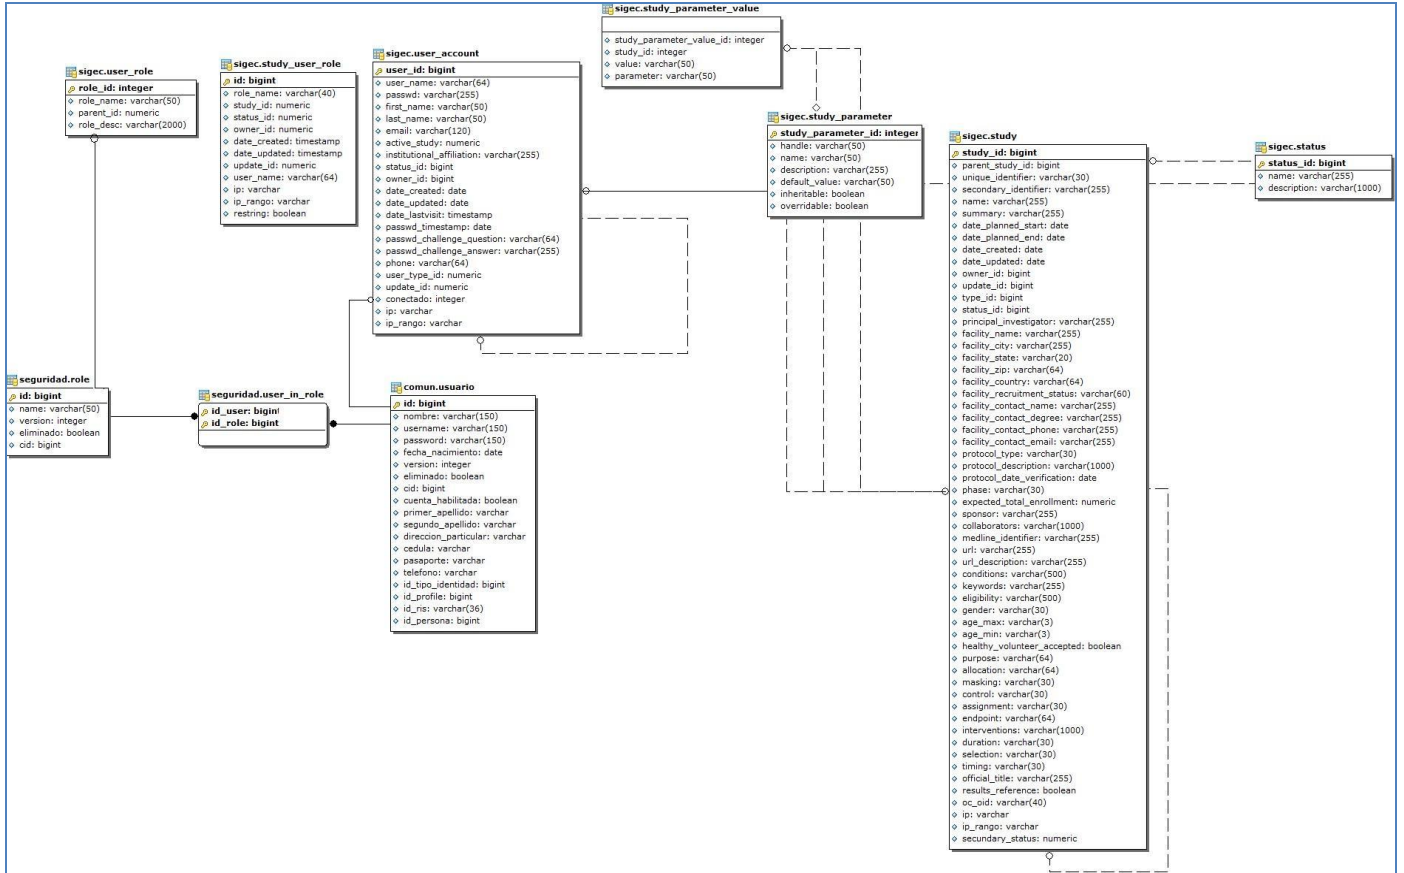 sigec.study_parameter_value
study_parameter_value_id: integer
study_id: integer
value: varchar(50)
parameter: varchar(50)
sigec.user_role
role_id: integer
role_name: varchar(50)
parent_id: numeric
role_desc: varchar(2000)
sigec.study_user_role
id: bigint
role_name: varchar(40)
study_id: numeric
status_id: numeric
owner_id: numeric
date_created: timestamp
date_updated: timestamp
update_id: numeric
user_name: varchar(64)
ip: varchar
ip_rango: varchar
restring: boolean
sigec.user_account
user_id: bigint
user_name: varchar(64)
passwd: varchar(255)
first_name: varchar(50)
last_name: varchar(50)
email: varchar(120)
active_study: numeric
institutional_affiliation: varchar(255)
status_id: bigint
owner_id: bigint
date_created: date
date_updated: date
date_lastvisit: timestamp
passwd_timestamp: date
passwd_challenge_question: varchar(64)
passwd_challenge_answer: varchar(255)
phone: varchar(64)
user_type_id: numeric
update_id: numeric
conectado: integer
ip: varchar
ip_rango: varchar
sigec.study_parameter
study_parameter_id: integer
handle: varchar(50)
name: varchar(50)
description: varchar(255)
default_value: varchar(50)
inheritable: boolean
overridable: boolean
sigec.study
study_id: bigint
parent_study_id: bigint
unique_identifier: varchar(30)
secondary_identifier: varchar(255)
name: varchar(255)
summary: varchar(255)
date_planned_start: date
date_planned_end: date
date_created: date
date_updated: date
owner_id: bigint
update_id: bigint
type_id: bigint
status_id: bigint
principal_investigator: varchar(255)
facility_name: varchar(255)
facility_city: varchar(255)
facility_state: varchar(20)
facility_zip: varchar(64)
facility_country: varchar(64)
facility_recruitment_status: varchar(60)
facility_contact_name: varchar(255)
facility_contact_degree: varchar(255)
facility_contact_phone: varchar(255)
facility_contact_email: varchar(255)
protocol_type: varchar(30)
protocol_description: varchar(1000)
protocol_date_verification: date
phase: varchar(30)
expected_total_enrollment: numeric
sponsor: varchar(255)
collaborators: varchar(1000)
medline_identifier: varchar(255)
url: varchar(255)
url_description: varchar(255)
conditions: varchar(500)
keywords: varchar(255)
eligibility: varchar(500)
gender: varchar(30)
age_max: varchar(3)
age_min: varchar(3)
healthy_volunteer_accepted: boolean
purpose: varchar(64)
allocation: varchar(64)
masking: varchar(30)
control: varchar(30)
assignment: varchar(30)
endpoint: varchar(64)
interventions: varchar(1000)
duration: varchar(30)
selection: varchar(30)
timing: varchar(30)
official_title: varchar(255)
results_reference: boolean
oc_oid: varchar(40)
ip: varchar
ip_rango: varchar
secundary_status: numeric
sigec.status
status_id: bigint
name: varchar(255)
description: varchar(1000)
seguridad.role
id: bigint
name: varchar(50)
version: integer
eliminado: boolean
cid: bigint
seguridad.user_in_role
id_user: bigint
id_role: bigint
comun.usuario
id: bigint
nombre: varchar(150)
username: varchar(150)
password: varchar(150)
fecha_nacimiento: date
version: integer
eliminado: boolean
cid: bigint
cuenta_habilitada: boolean
primer_apellido: varchar
segundo_apellido: varchar
direccion_particular: varchar
cedula: varchar
pasaporte: varchar
telefono: varchar
id_tipo_identidad: bigint
id_profile: bigint
id_ris: varchar(36)
id_persona: bigint